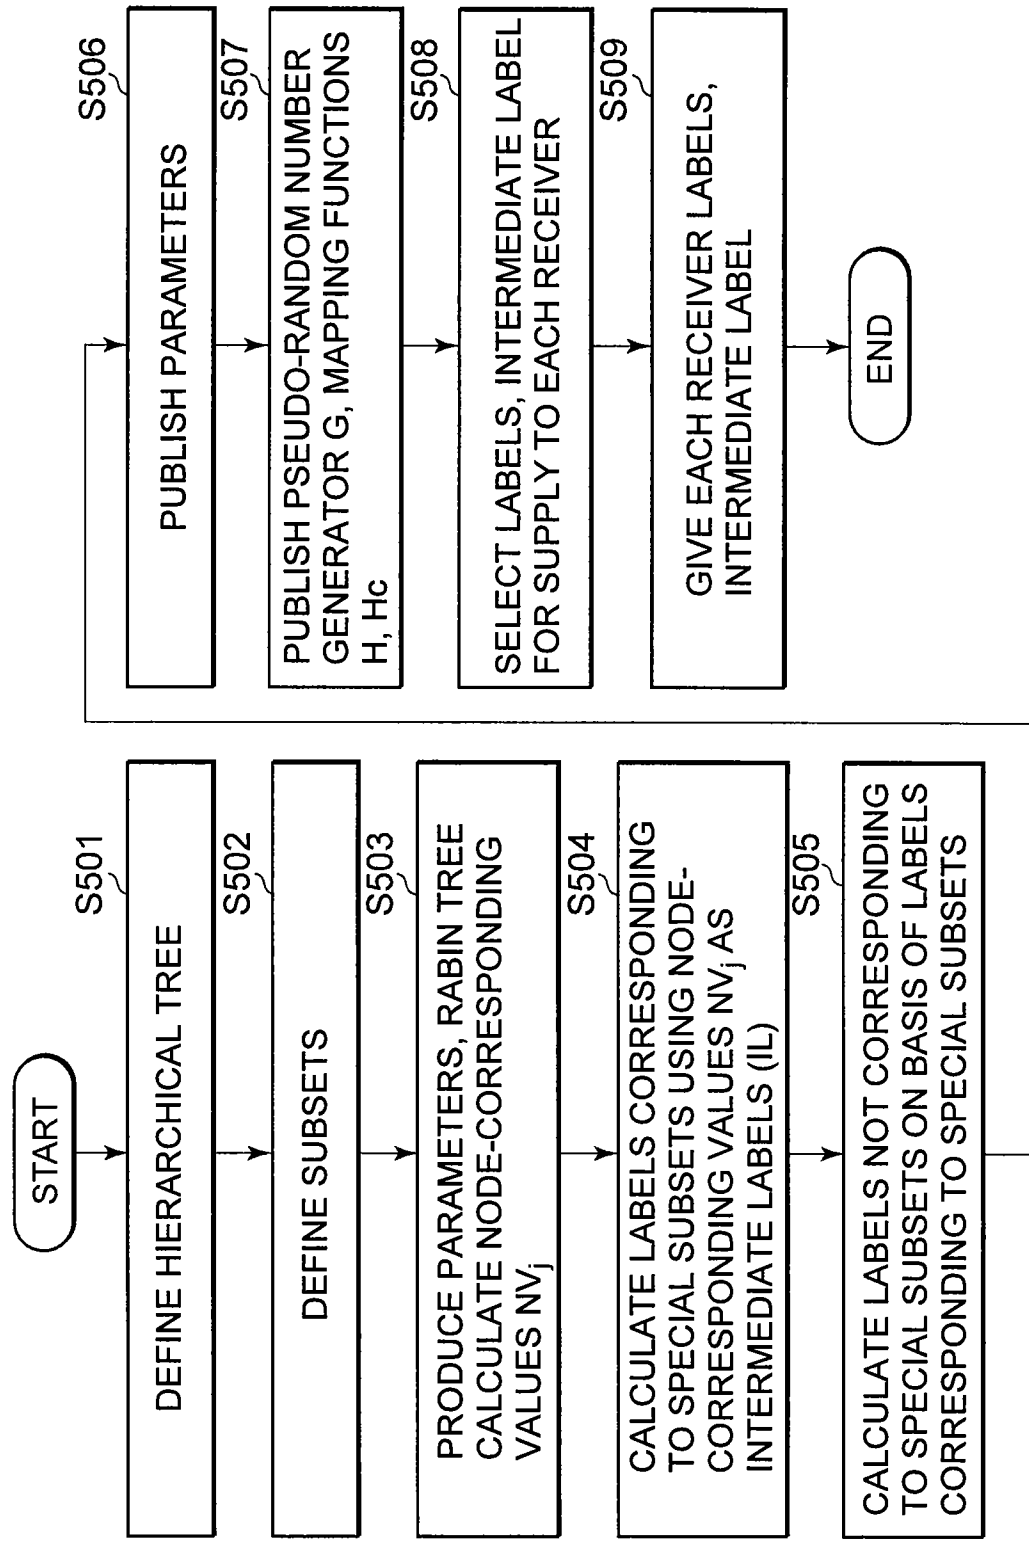 START
S501
DEFINE HIERARCHICAL TREE
S502
DEFINE SUBSETS
S503
PRODUCE PARAMETERS, RABIN TREE
CALCULATE NODE-CORRESPONDING
VALUES NVj
S504
CALCULATE LABELS CORRESPONDING
TO SPECIAL SUBSETS USING NODE-
CORRESPONDING VALUES NVj AS
INTERMEDIATE LABELS (IL)
S505
CALCULATE LABELS NOT CORRESPONDING
TO SPECIAL SUBSETS ON BASIS OF LABELS
CORRESPONDING TO SPECIAL SUBSETS
S506
PUBLISH PARAMETERS
S507
PUBLISH PSEUDO-RANDOM NUMBER
GENERATOR G, MAPPING FUNCTIONS
H, Hc
S508
SELECT LABELS, INTERMEDIATE LABEL
FOR SUPPLY TO EACH RECEIVER
S509
GIVE EACH RECEIVER LABELS,
INTERMEDIATE LABEL
END